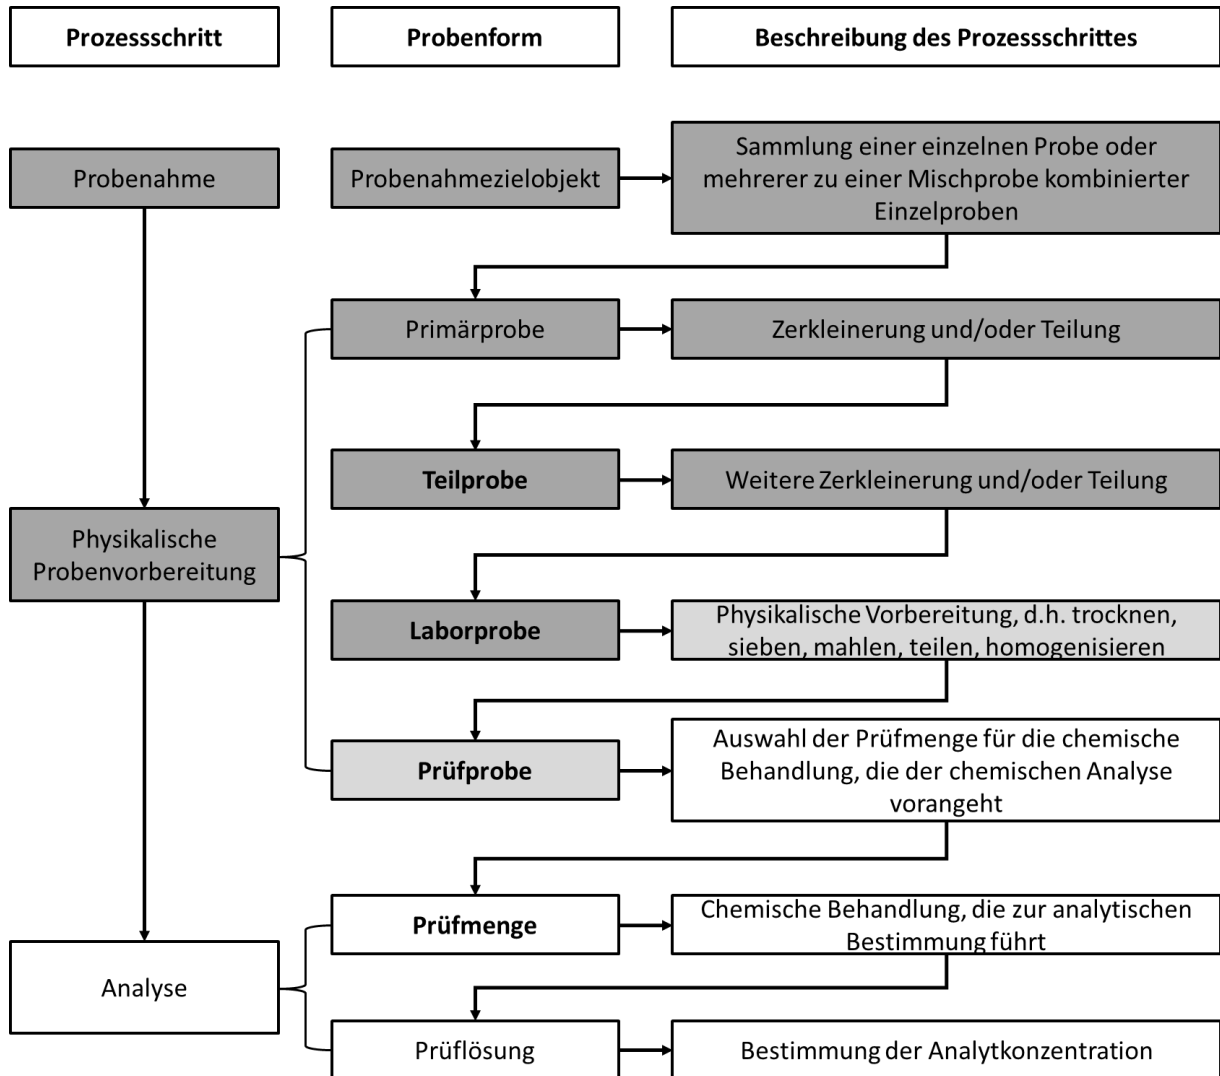 Prozessschritt
Probenform
Beschreibung des Prozessschrittes
Probenahme
Probenahmezielobjekt
Sammlung einer einzelnen Probe oder
mehrerer zu einer Mischprobe kombinierter
Einzelproben
Primärprobe
Zerkleinerung und/oder Teilung
Teilprobe
Weitere Zerkleinerung und/oder Teilung
Physikalische
Probenvorbereitung
Laborprobe
Physikalische Vorbereitung, d.h. trocknen,
sieben, mahlen, teilen, homogenisieren
Prüfprobe
Auswahl der Prüfmenge für die chemische
Behandlung, die der chemischen Analyse
vorangeht
Prüfmenge
Chemische Behandlung, die zur analytischen
Bestimmung führt
Analyse
Prüflösung
Bestimmung der Analytkonzentration